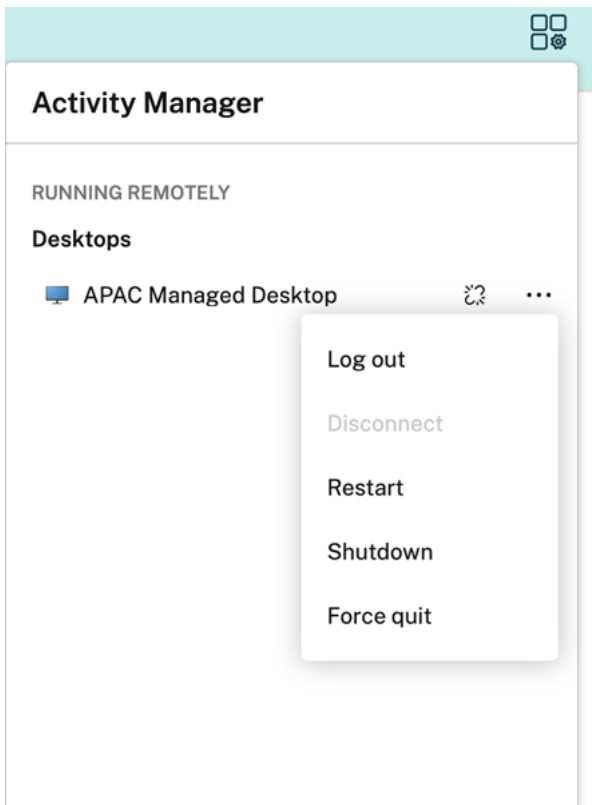 Activity Manager
RUNNING REMOTELY
Desktops
APAC Managed Desktop
Log out
Disconnect
Restart
Shutdown
Force quit